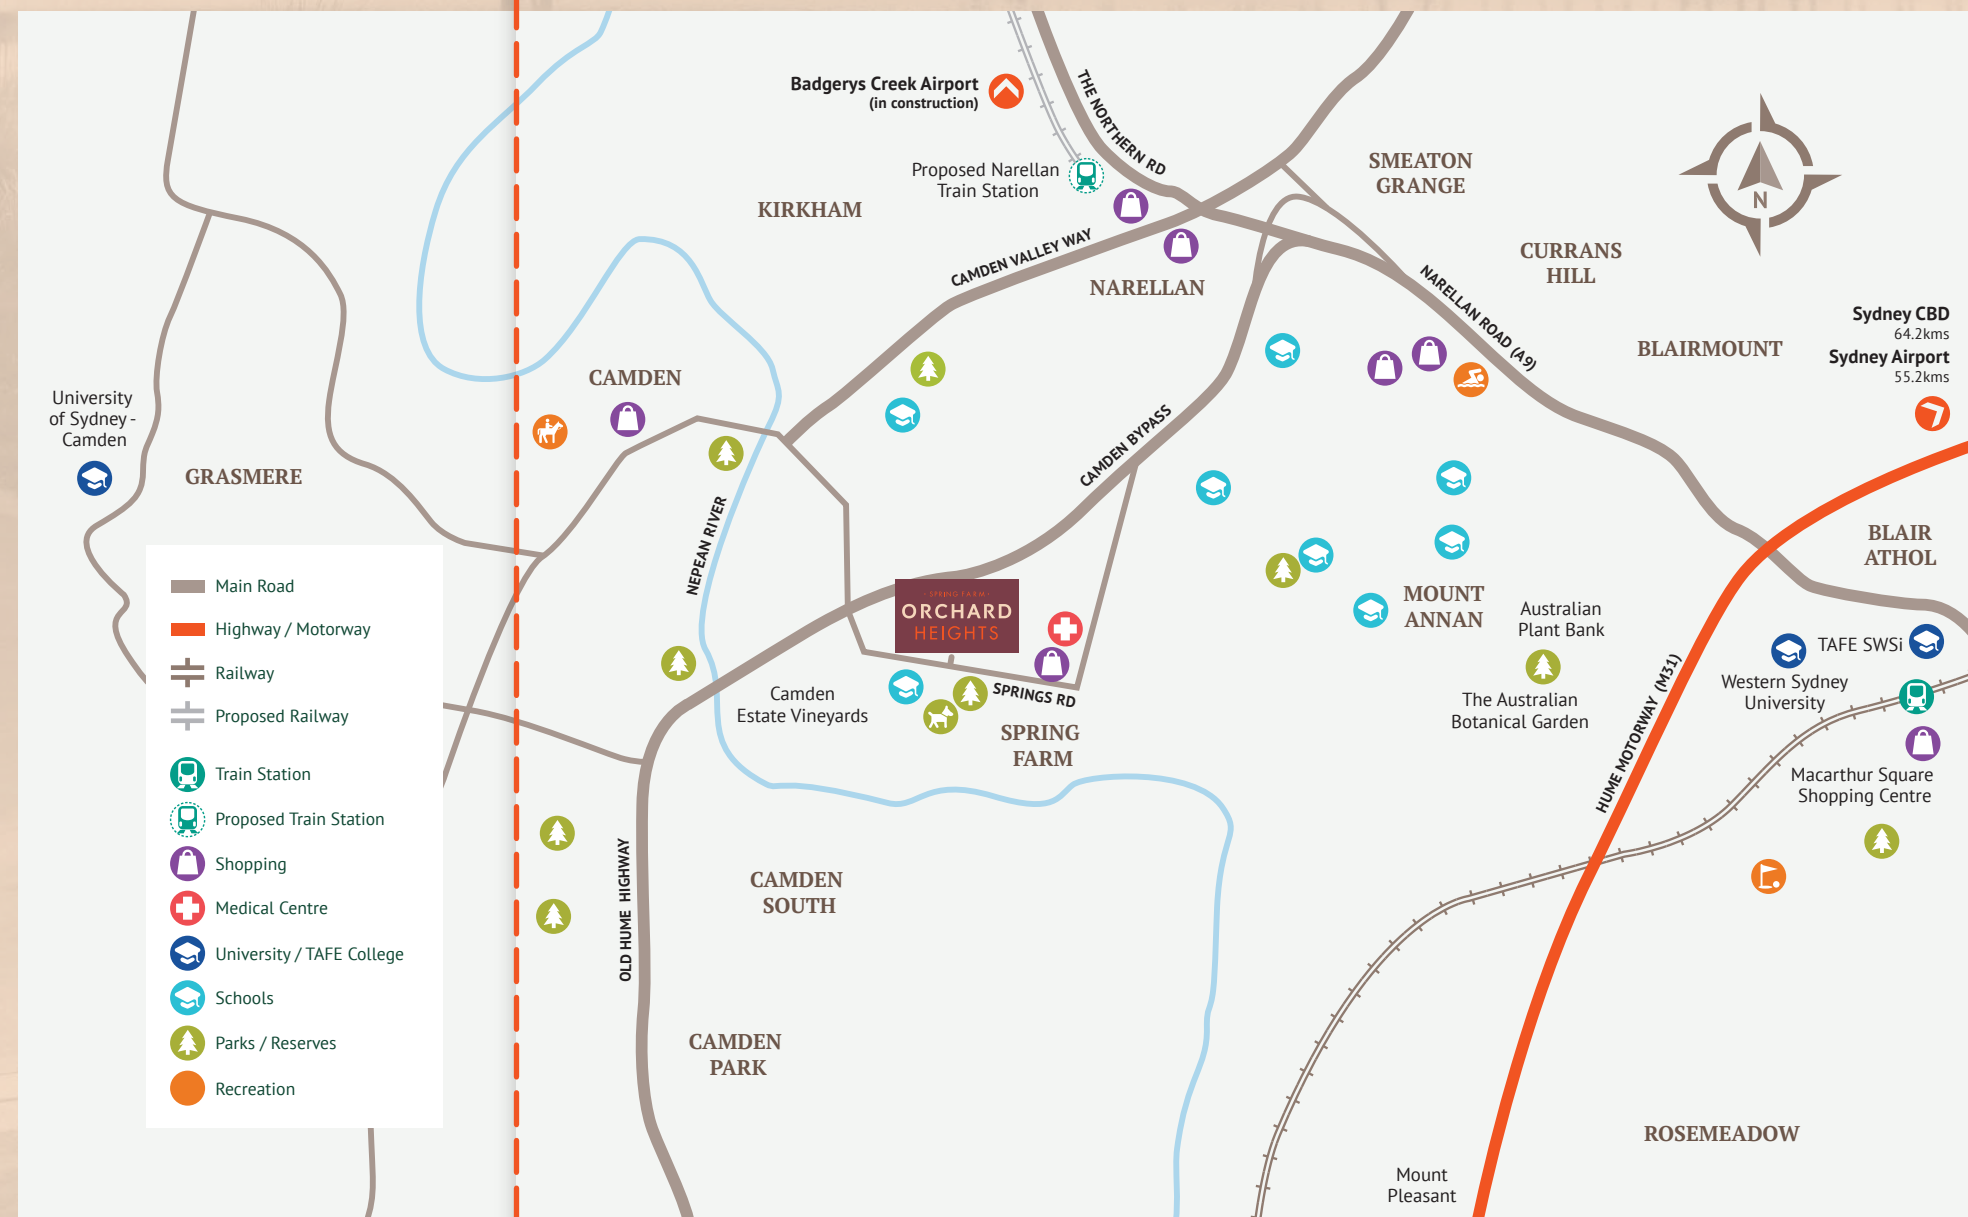 Badgerys Creek Airport
(in construction)
THE NORTHERN RD
Proposed Narellan
Train Station
SMEATON
GRANGE
KIRKHAM
N
CAMDEN VALLEY WAY
NARELLAN
CURRANS
HILL
NARELLAN ROAD (A9)
Sydney CBD
64.2kms
Sydney Airport
55.2kms
BLAIRMOUNT
CAMDEN
University
of Sydney -
Camden
GRASMERE
CAMDEN BYPASS
NEPEAN RIVER
BLAIR
ATHOL
MOUNT
ANNAN
Australian
Plant Bank
The Australian
Botanical Garden
· SPRING FARM ·
ORCHARD
HEIGHTS
SPRINGS RD
Camden
Estate Vineyards
SPRING
FARM
TAFE SWSi
Western Sydney
University
HUME MOTORWAY (M31)
Macarthur Square
Shopping Centre
OLD HUME HIGHWAY
CAMDEN
SOUTH
CAMDEN
PARK
ROSEMEADOW
Mount
Pleasant
Main Road
Highway / Motorway
Railway
Proposed Railway
Train Station
Proposed Train Station
Shopping
Medical Centre
University / TAFE College
Schools
Parks / Reserves
Recreation